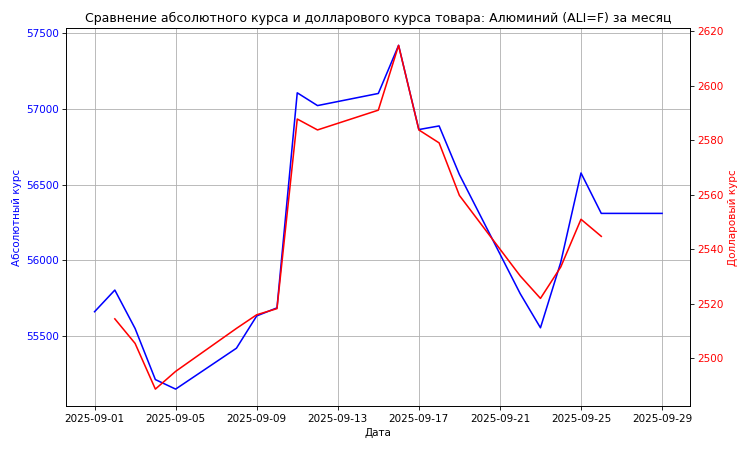 Сравнение абсолютного курса и долларового курса товара: Алюминий (ALI=F) за месяц
57500
57000
56500
56000
55500
Абсолютный курс
2620
2600
2580
2560
2540
2520
2500
Долларовый курс
2025-09-01 2025-09-05 2025-09-09 2025-09-13 2025-09-17 2025-09-21 2025-09-25 2025-09-29
Дата